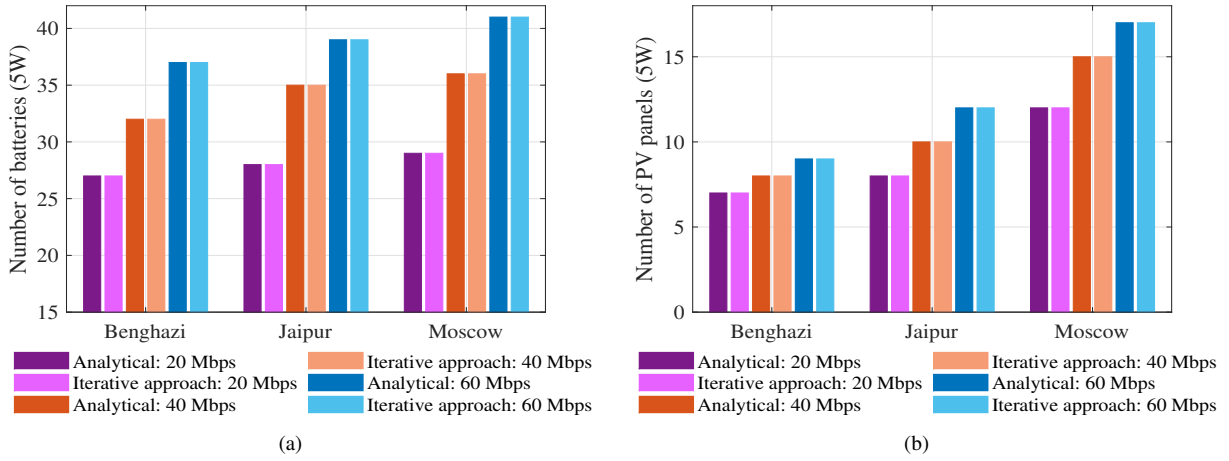 Number of batteries (5W)
40
35
30
25
20
15
Benghazi
Jaipur
Moscow
Analytical: 20 Mbps
Iterative approach: 20 Mbps
Analytical: 40 Mbps
Iterative approach: 40 Mbps
Analytical: 60 Mbps
Iterative approach: 60 Mbps
(a)
Number of PV panels (5W)
15
10
5
0
Benghazi
Jaipur
Moscow
Analytical: 20 Mbps
Iterative approach: 20 Mbps
Analytical: 40 Mbps
Iterative approach: 40 Mbps
Analytical: 60 Mbps
Iterative approach: 60 Mbps
(b)